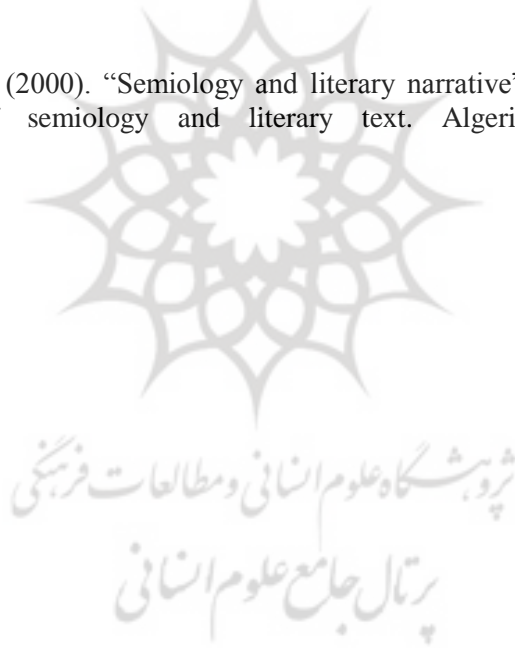 (2000). “Semiology and literary narrative”
semiology and literary text. Algeri
پژوهشگاه علوم انسانی و مطالعات فرهنگی
پرتال جامع علوم انسانی